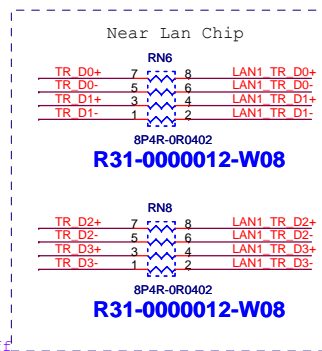 Near Lan Chip
RN6
TR_D0+ 7 8 LAN1_TR_D0+
TR_D0- 5 6 LAN1_TR_D0-
TR_D1+ 3 4 LAN1_TR_D1+
TR_D1- 1 2 LAN1_TR_D1-
8P4R-0R0402
R31-0000012-W08
RN8
TR_D2+ 7 8 LAN1_TR_D2+
TR_D2- 5 6 LAN1_TR_D2-
TR_D3+ 3 4 LAN1_TR_D3+
TR_D3- 1 2 LAN1_TR_D3-
8P4R-0R0402
R31-0000012-W08